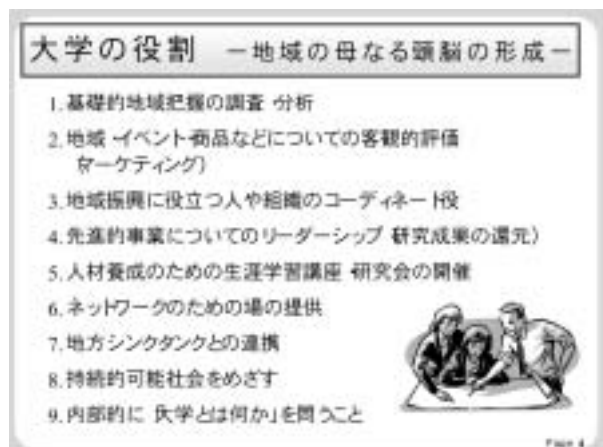 大学の役割 ー地域の母なる頭脳の形成ー
1.基礎的地域把握の調査・分析
2.地域・イベント・商品などについての客観的評価
(マーケティング)
3.地域振興に役立つ人や組織のコーディネート役
4.先進的事業についてのリーダーシップ(研究成果の還元)
5.人材養成のための生涯学習講座・研究会の開催
6.ネットワークのための場の提供
7.地方シンクタンクとの連携
8.持続的可能社会をめざす
9.内部的に「大学とは何か」を問うこと
Page 4